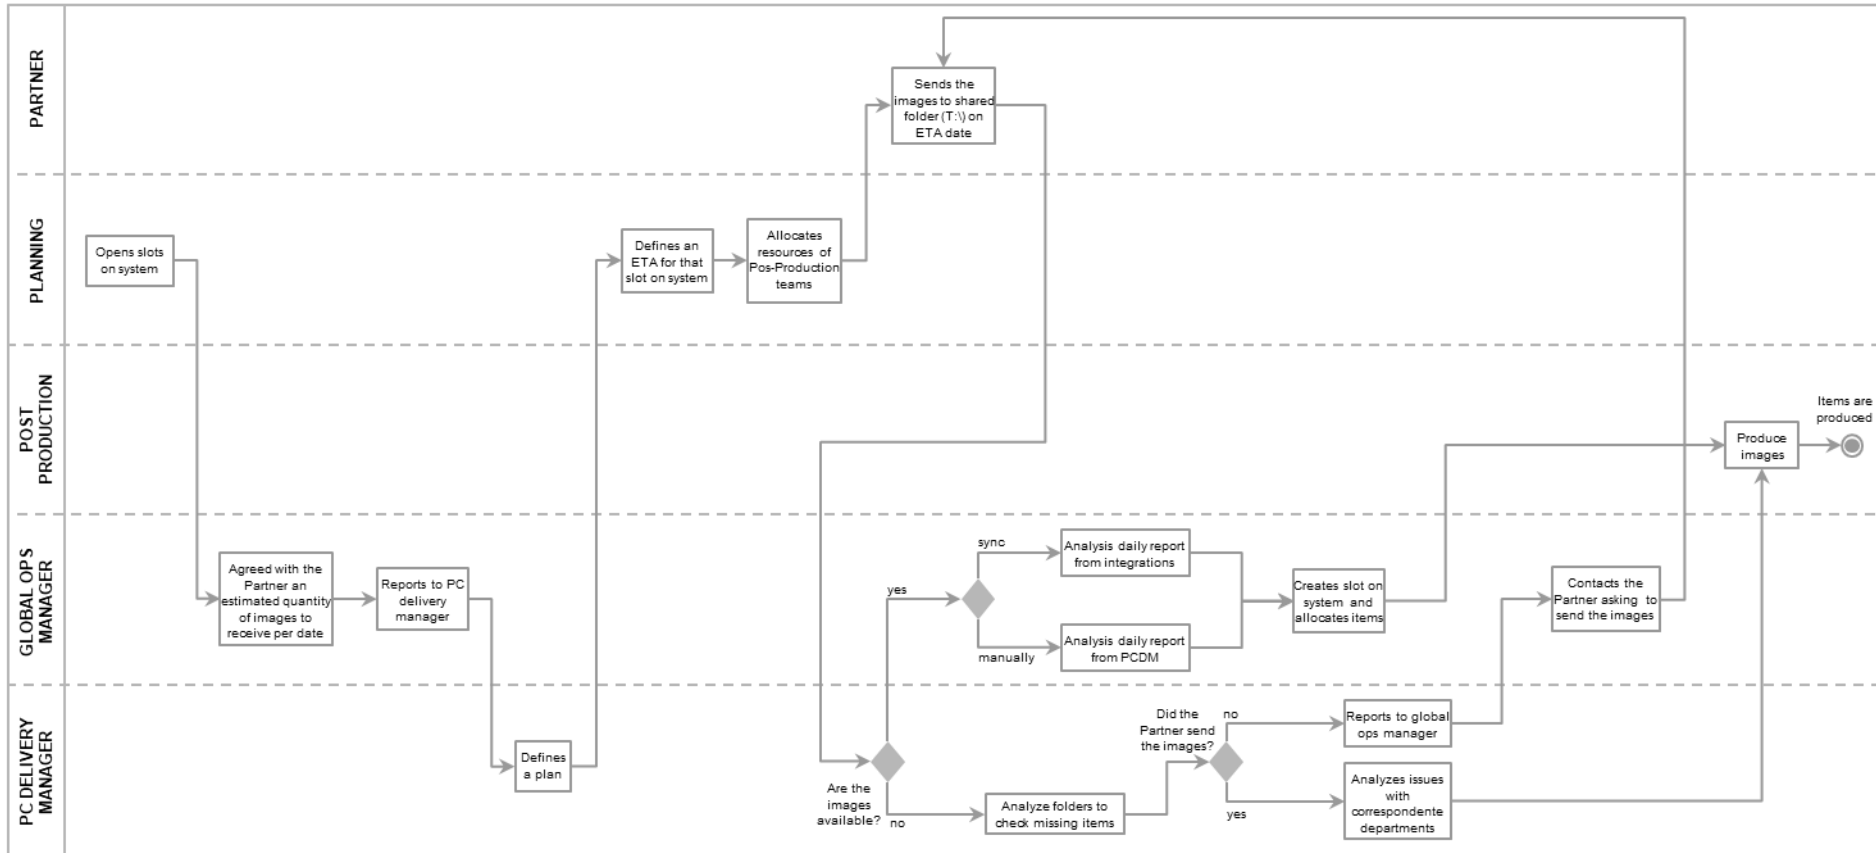 PARTNER
Sends the
images to shared
folder (T:\) on
ETA date
PLANNING
Opens slots
on system
Defines an
ETA for that
slot on system
Allocates
resources of
Pos-Production
teams
POST
PRODUCTION
Produce
images
Items are
produced
GLOBAL OPS
MANAGER
Agreed with the
Partner an
estimated quantity
of images to
receive per date
Reports to PC
delivery
manager
yes
sync
manually
Analysis daily report
from integrations
Analysis daily report
from PCDM
Creates slot on
system and
allocates items
Contacts the
Partner asking to
send the images
PC DELIVERY
MANAGER
Defines
a plan
Are the
images
available?
no
Analyze folders to
check missing items
Did the
Partner send
the images?
no
yes
Reports to global
ops manager
Analyzes issues
with
correspondente
departments